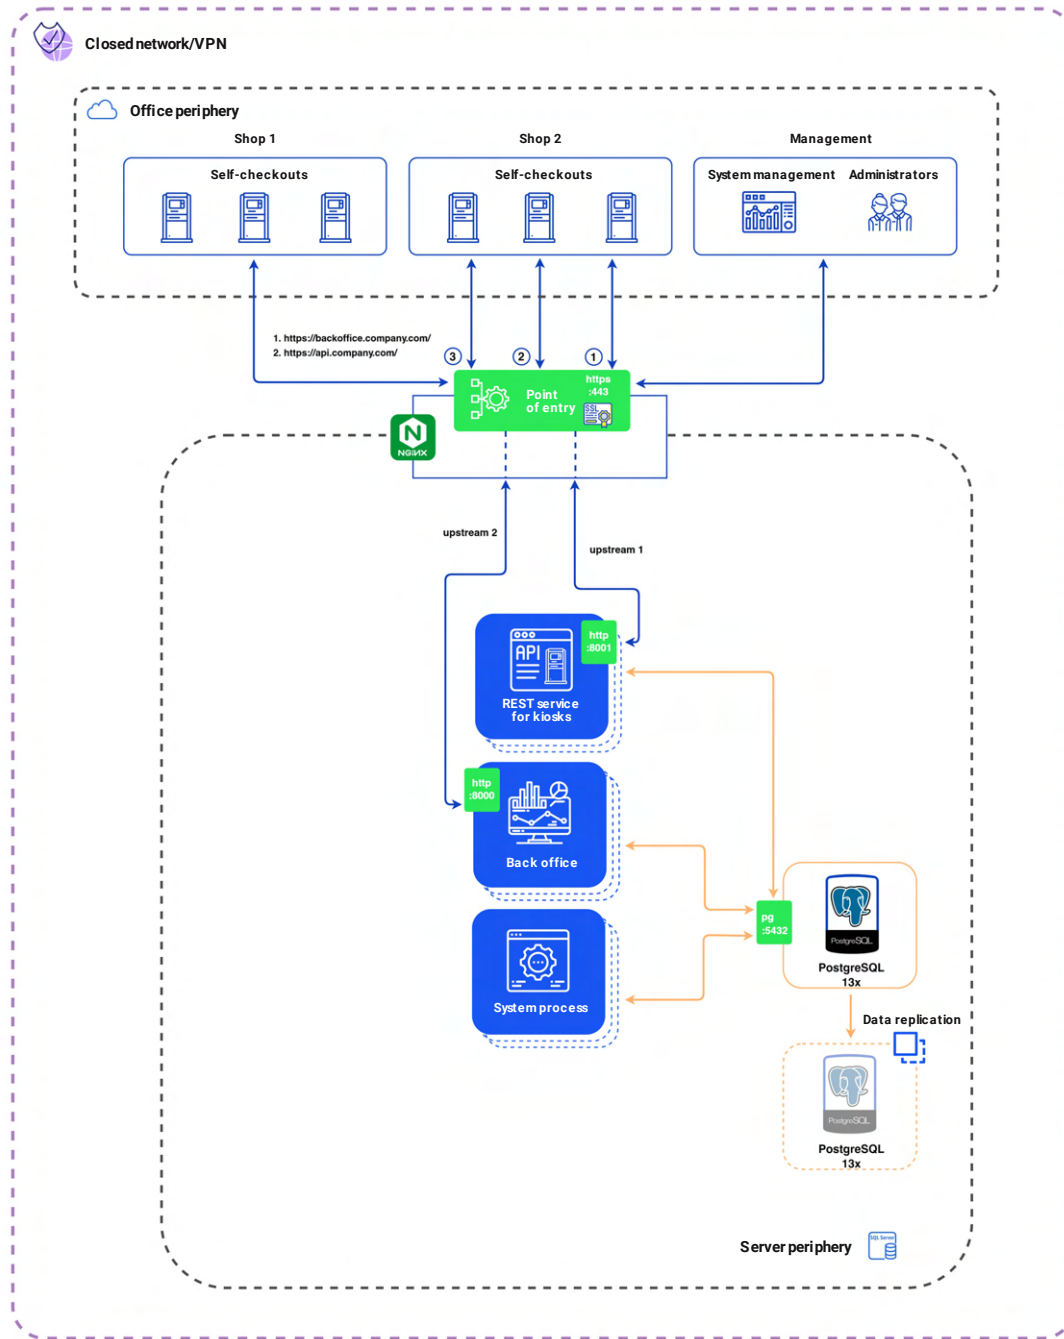 Closed network/VPN
Office periphery
Shop 1
Shop 2
Management
Self-checkouts
Self-checkouts
System management
Administrators
1. https://backoffice.company.com/
2. https://api.company.com/
3
2
1
https
:443
Point
of entry
SSL
NGINX
upstream 2
upstream 1
http
:8001
API
REST service
for kiosks
http
:8000
Back office
pg
:5432
PostgreSQL
PostgreSQL
13x
System process
Data replication
PostgreSQL
PostgreSQL
13x
Server periphery
SQL Server